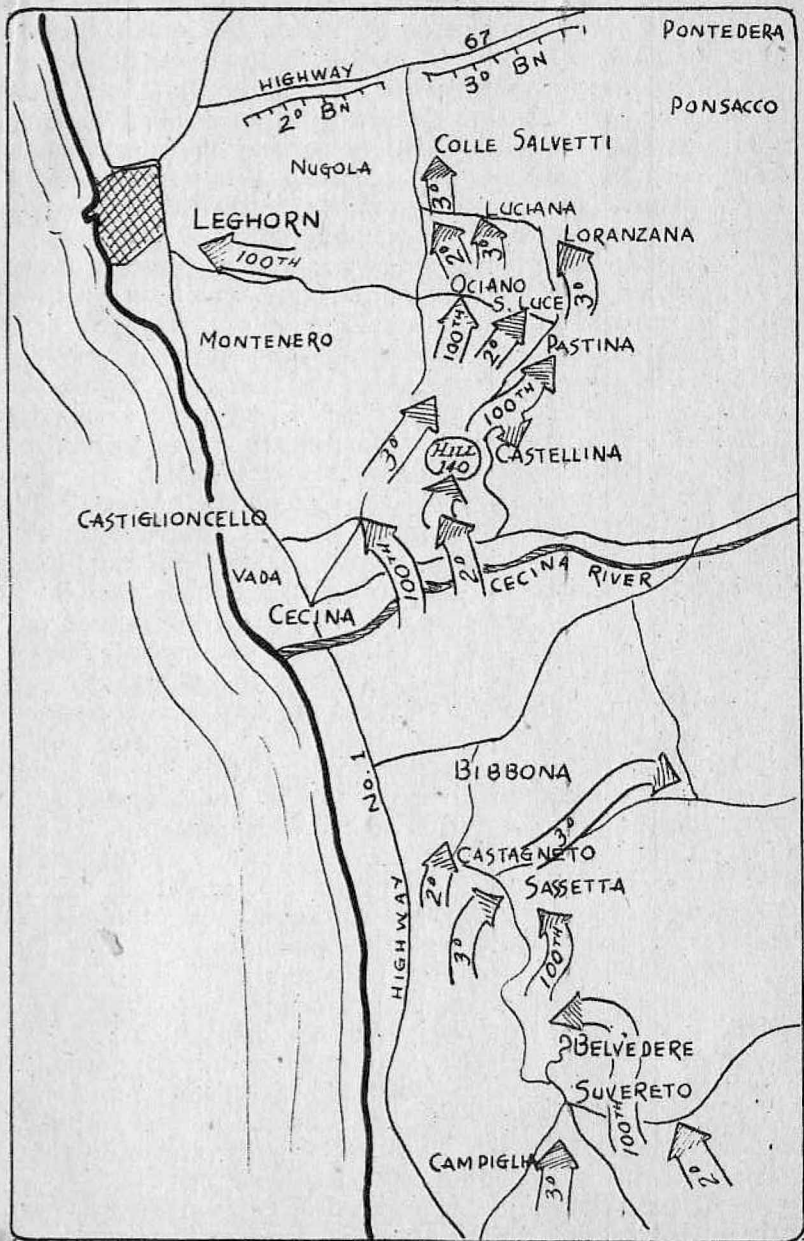 PONTEDERA
67
HIGHWAY
3D BN
2D BN
PONSACCO
COLLE SALVETTI
NUGOLA
3D
LUCIANA
LEGHORN
LORANZANA
2D
3D
100TH
OCIANO
3D
S. LUCE
MONTENERO
100TH
2D
PASTINA
100TH
3D
HILL
140
CASTELLINA
CASTIGLIONCELLO
100TH
2D
VADA
CECINA RIVER
CECINA
HIGHWAY No. 1
BIBBONA
3D
CASTAGNETO
2D
SASSETTA
3D
100TH
BELVEDERE
SUVERETO
100TH
CAMPIGLIA
3D
2D